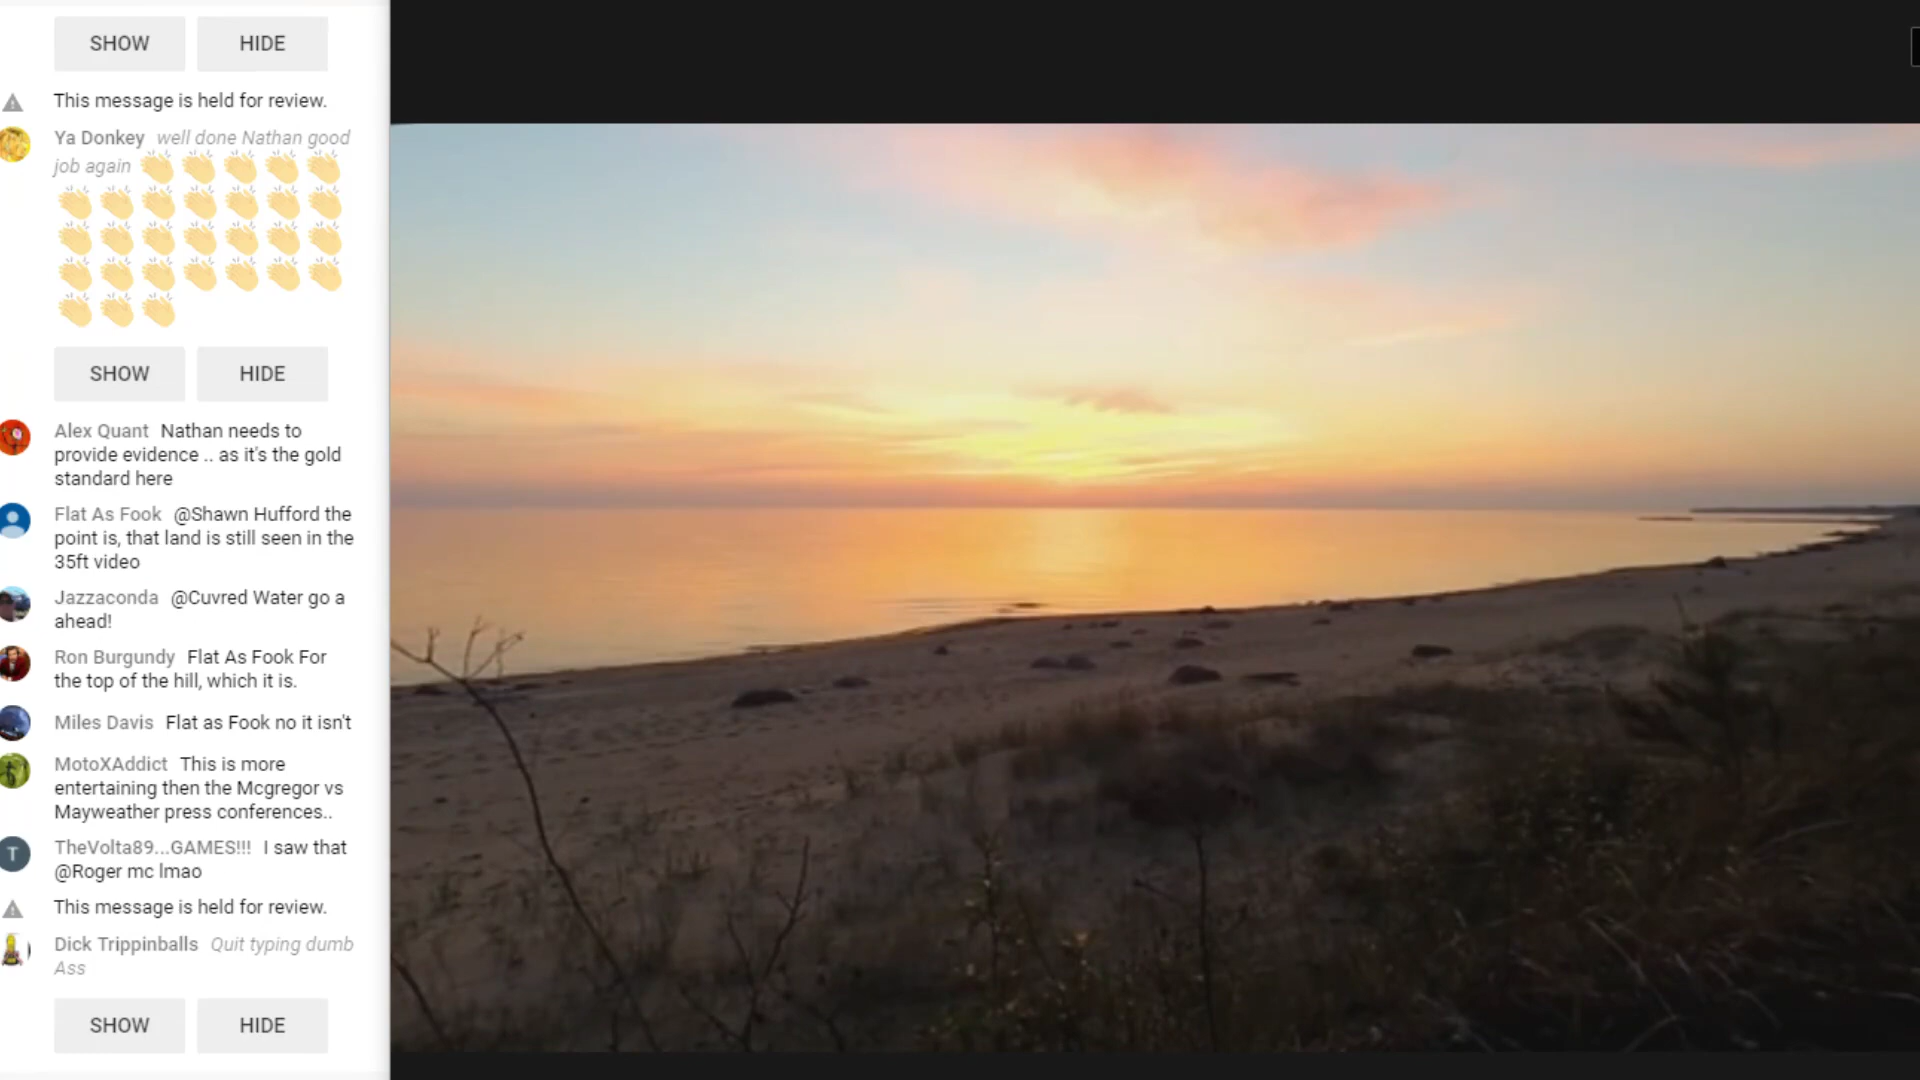 SHOW HIDE
This message is held for review.
Ya Donkey well done Nathan good
job again 👏👏👏👏👏
👏👏👏👏👏👏👏
👏👏👏👏👏👏👏
👏👏👏👏👏👏👏
👏👏👏
SHOW HIDE
Alex Quant Nathan needs to
provide evidence .. as it's the gold
standard here
Flat As Fook @Shawn Hufford the
point is, that land is still seen in the
35ft video
Jazzaconda @Cuvred Water go a
ahead!
Ron Burgundy Flat As Fook For
the top of the hill, which it is.
Miles Davis Flat as Fook no it isn't
MotoXAddict This is more
entertaining then the Mcgregor vs
Mayweather press conferences..
T
TheVolta89...GAMES!!! I saw that
@Roger mc lmao
This message is held for review.
Dick Trippinballs Quit typing dumb
Ass
SHOW HIDE